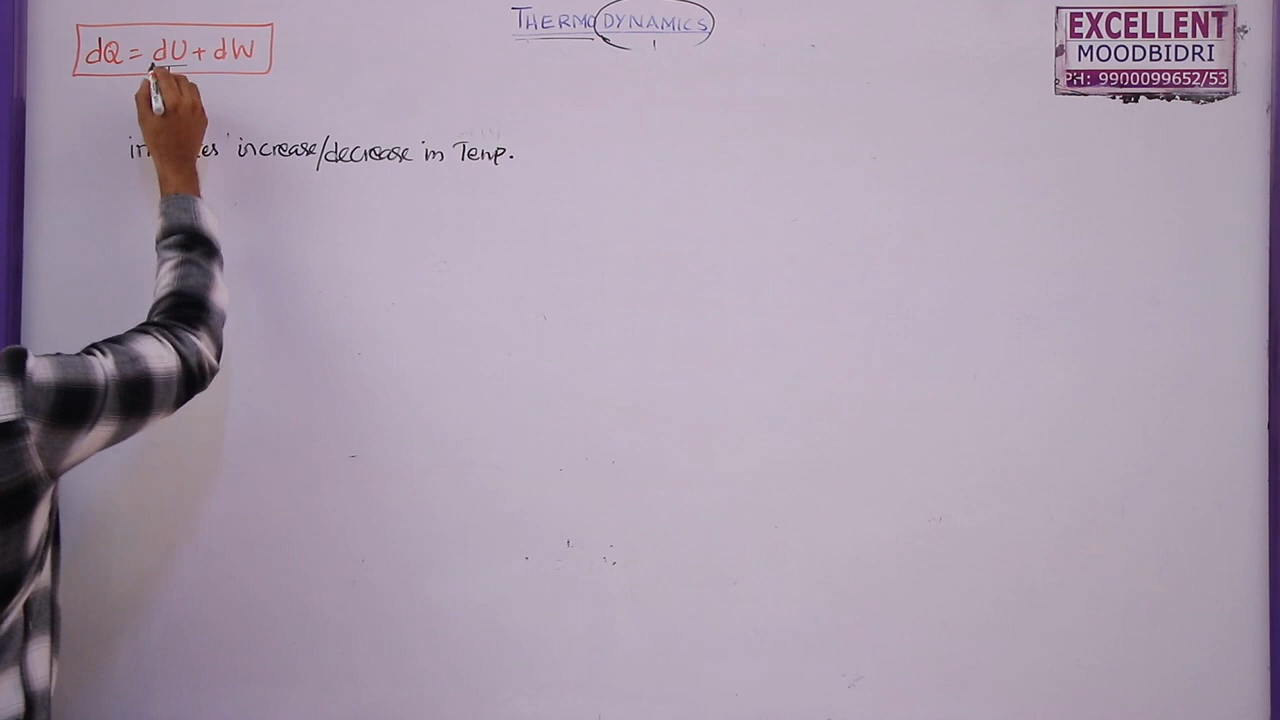 THERMODYNAMICS
EXCELLENT
MOODBIDRI
PH: 9900099652/53
dQ = dU + dW
increase/decrease in Temp.